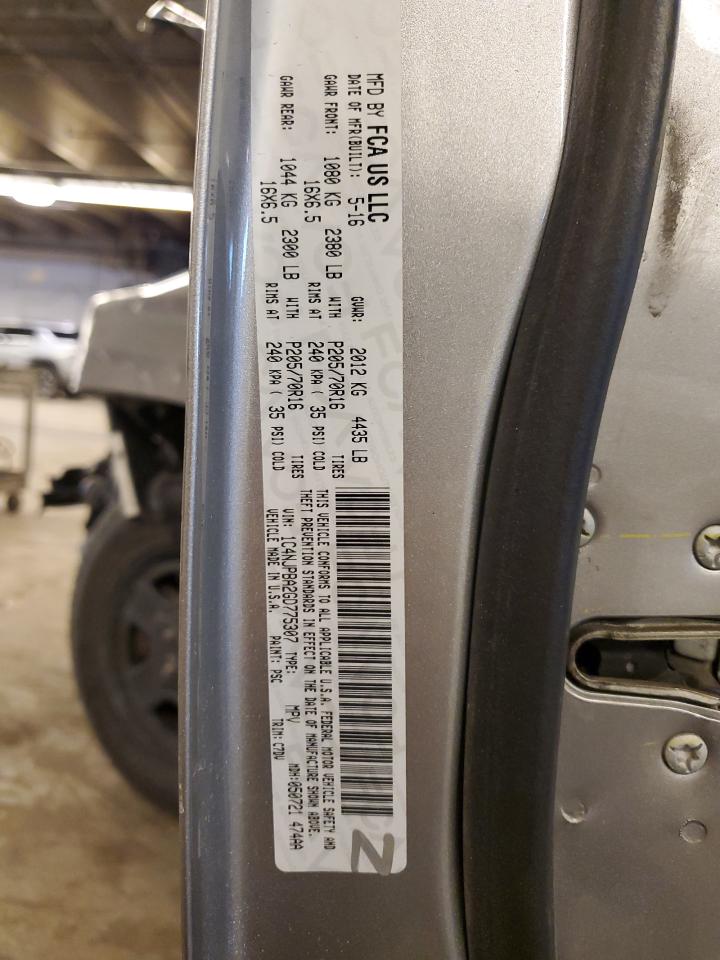 MFD BY FCA US LLC
DATE OF MFR(BUILT): 5-16 GVWR: 2012 KG 4435 LB
GAWR FRONT: 1080 KG 2380 LB WITH P205/70R16 TIRES
16X6.5 RIMS AT 240 KPA ( 35 PSI) COLD
GAWR REAR: 1044 KG 2300 LB WITH P205/70R16 TIRES
16X6.5 RIMS AT 240 KPA ( 35 PSI) COLD
THIS VEHICLE CONFORMS TO ALL APPLICABLE U.S.A. FEDERAL MOTOR VEHICLE SAFETY AND
THEFT PREVENTION STANDARDS IN EFFECT ON THE DATE OF MANUFACTURE SHOWN ABOVE.
VIN: 1C4NJPBA2GD775307 TYPE: MPV MDH:050721 474AA
VEHICLE MADE IN U.S.A. PAINT: PSC TRIM: C7DV
Z